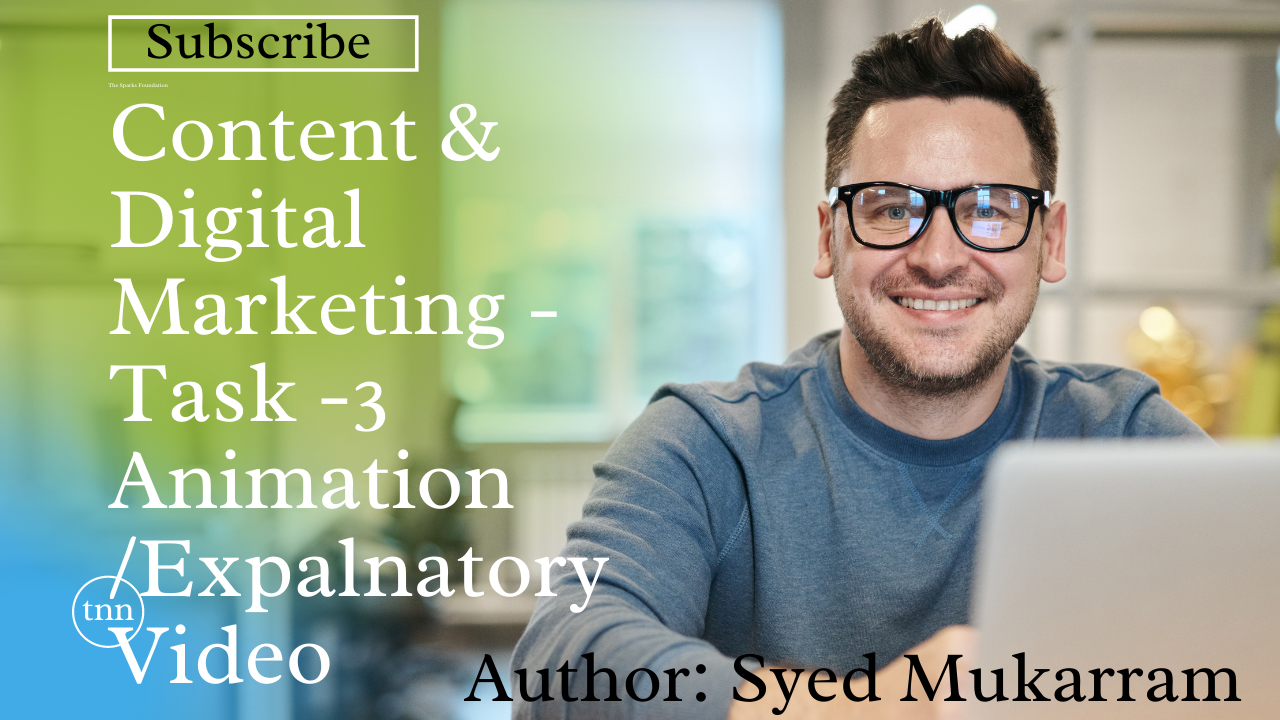 Subscribe
The Sparks Foundation
Content &
Digital
Marketing -
Task -3
Animation
/Expalnatory
tnn
Video
Author: Syed Mukarram